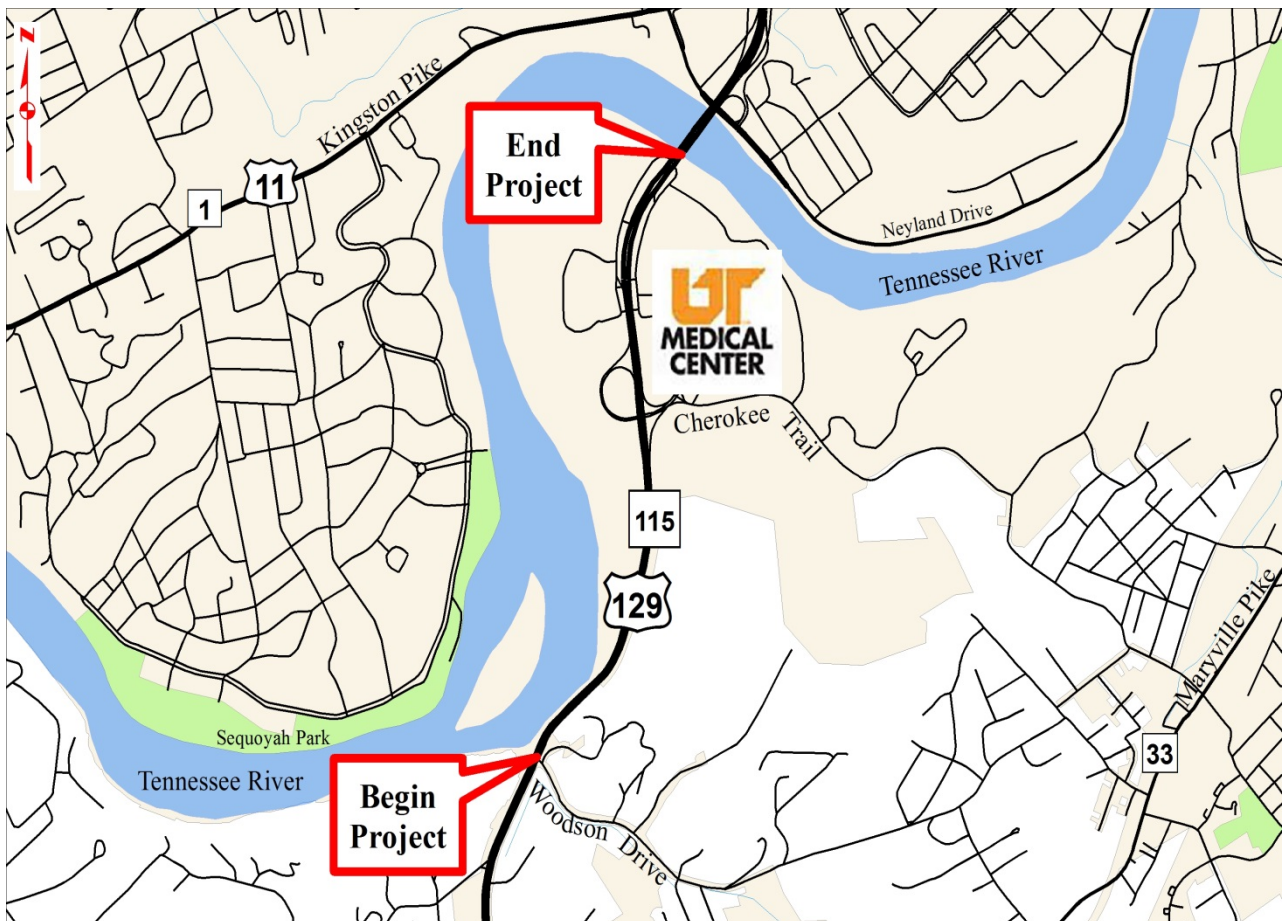 N
Kingston Pike
11
1
End
Project
Neyland Drive
Tennessee River
UT
MEDICAL
CENTER
Cherokee Trail
115
129
Maryville Pike
33
Sequoyah Park
Tennessee River
Begin
Project
Woodson Drive